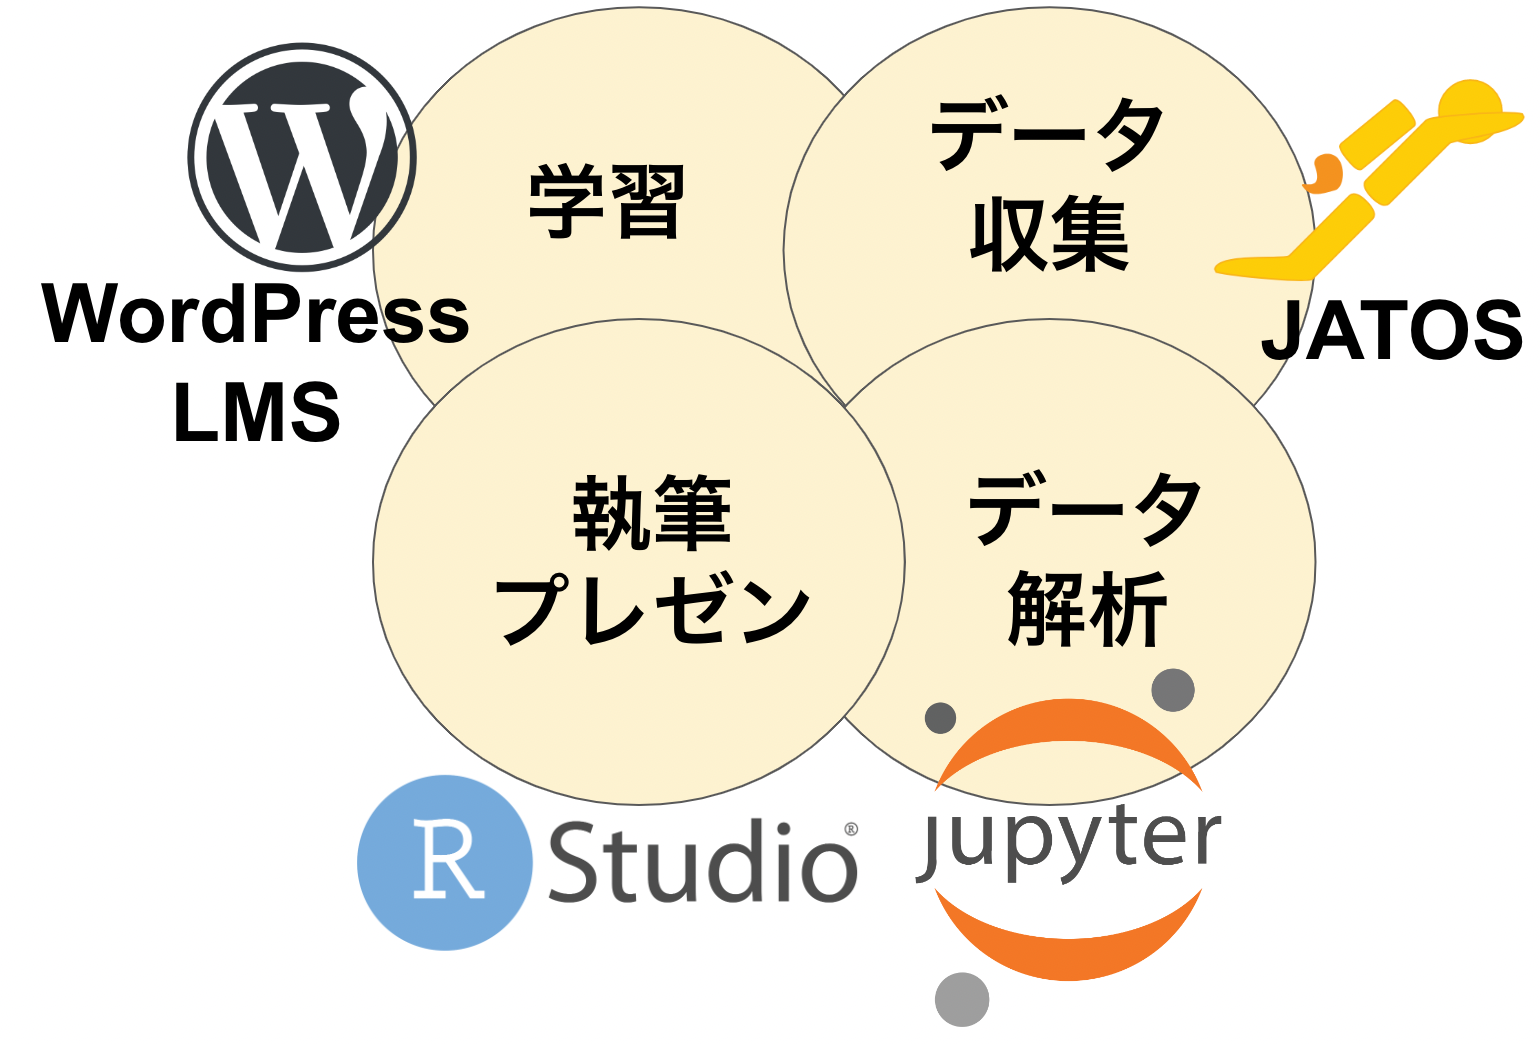 W
WordPress
LMS
学習
データ
収集
JATOS
執筆
プレゼン
データ
解析
R Studio®
jupyter